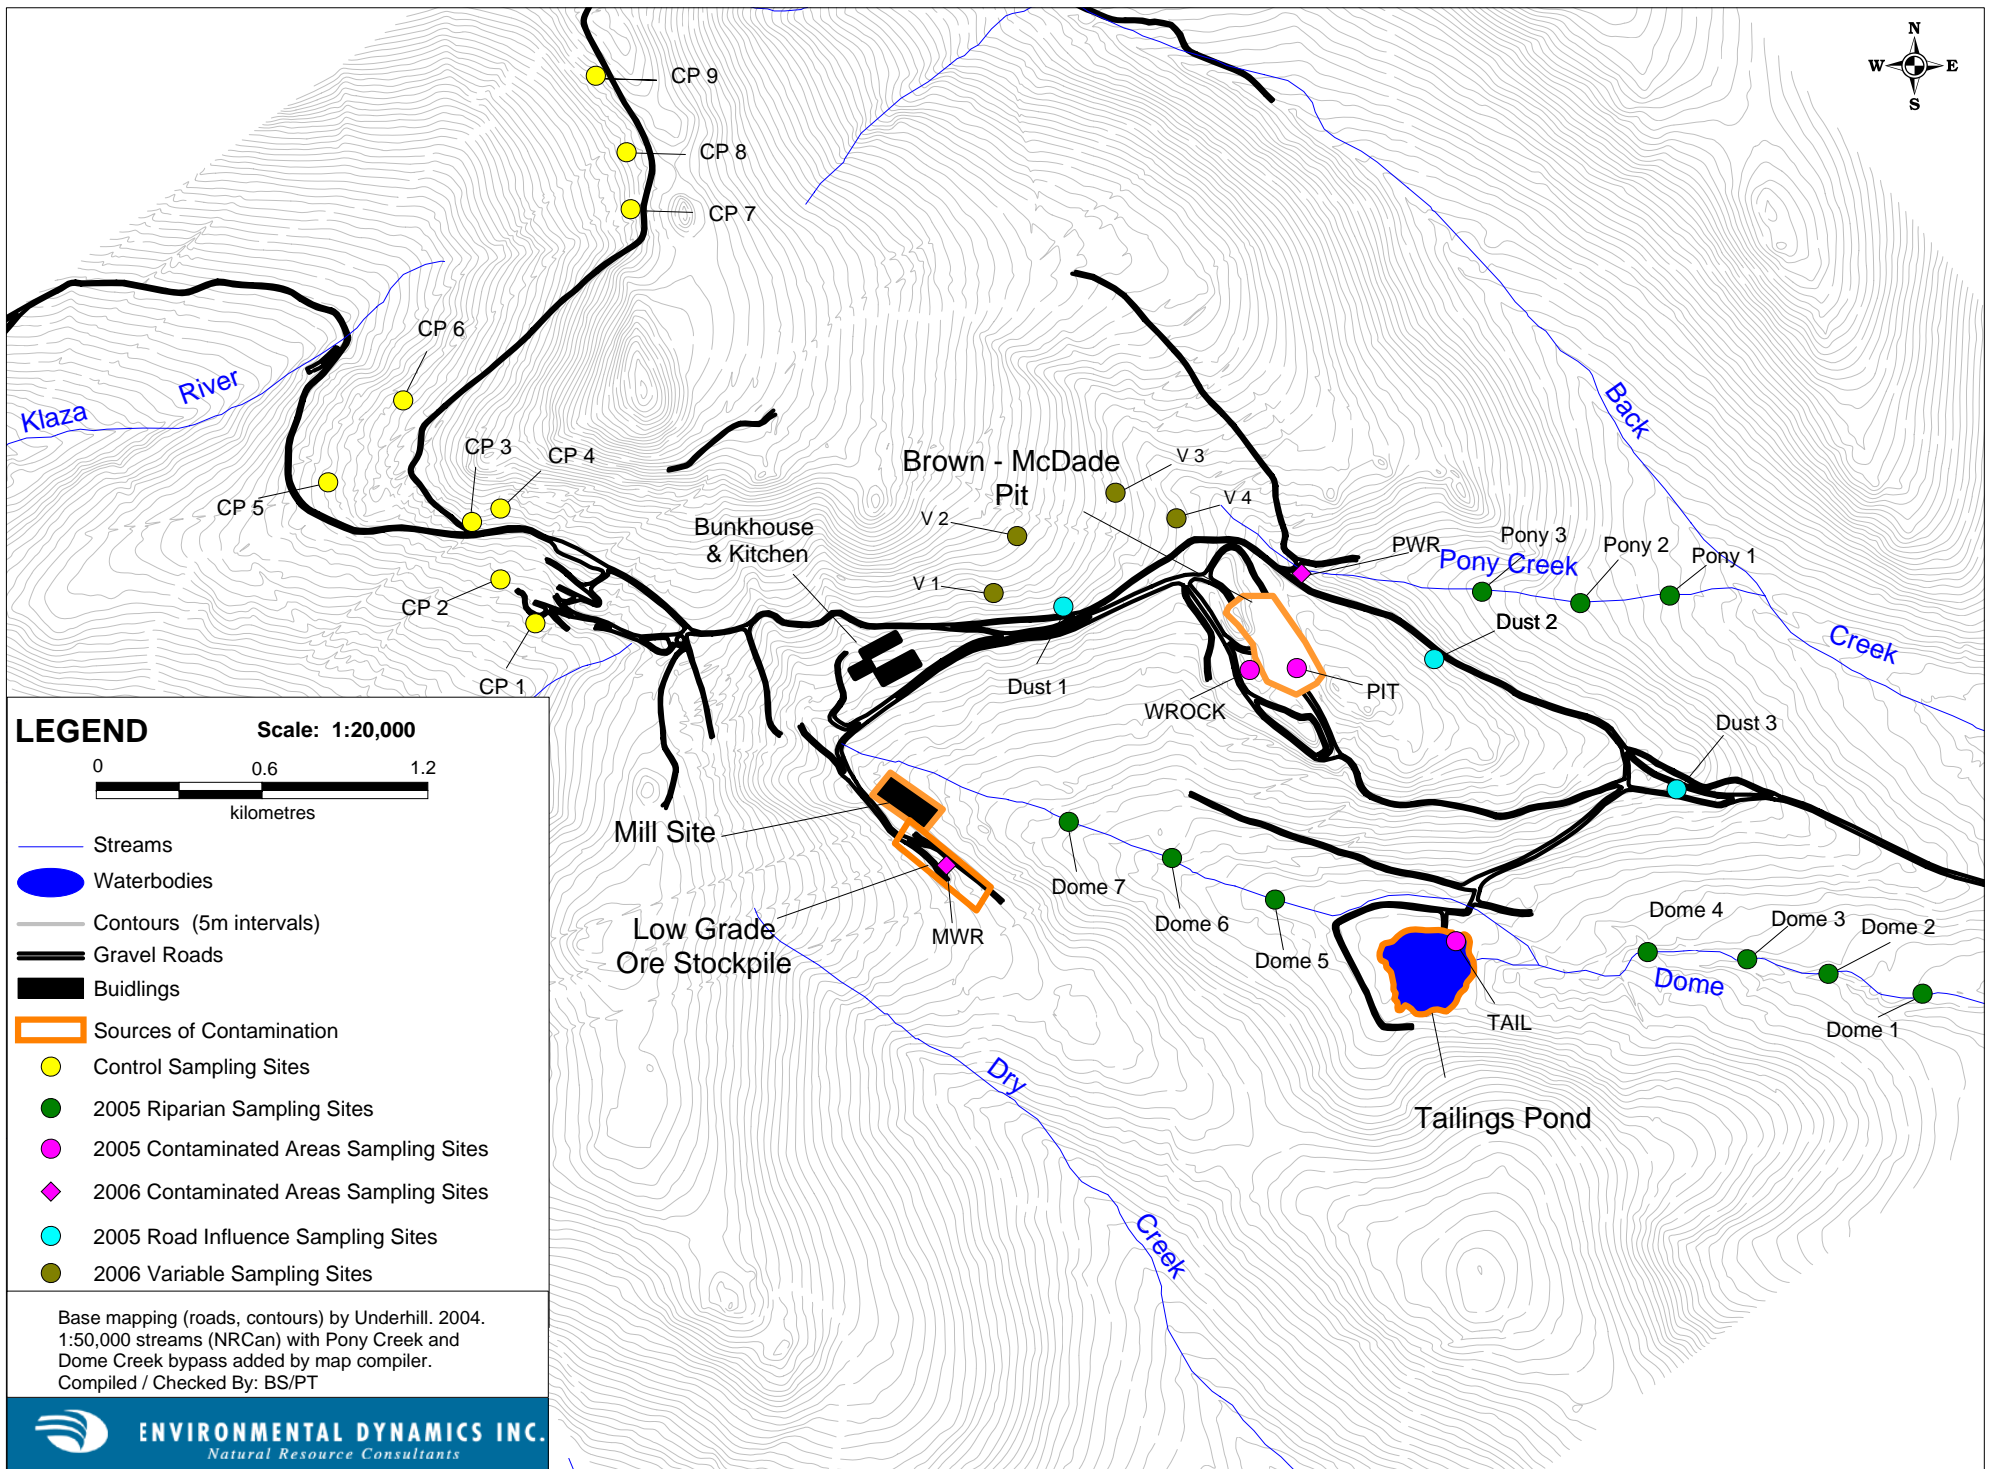 N
W E
S
CP 9
CP 8
CP 7
CP 6
Klaza River
CP 3
CP 4
CP 5
CP 2
CP 1
Brown - McDade
Pit
V 3
V 4
V 2
V 1
Bunkhouse
& Kitchen
Back
Creek
PWR
Pony 3
Pony 2
Pony 1
Pony Creek
Dust 2
Dust 1
WROCK
PIT
Dust 3
Mill Site
Low Grade
Ore Stockpile
MWR
Dome 7
Dome 6
Dome 5
Dome 4
Dome 3
Dome 2
Dome 1
Dome
TAIL
Tailings Pond
Dry
Creek
LEGEND
Scale: 1:20,000
0 0.6 1.2
kilometres
Streams
Waterbodies
Contours (5m intervals)
Gravel Roads
Buidlings
Sources of Contamination
Control Sampling Sites
2005 Riparian Sampling Sites
2005 Contaminated Areas Sampling Sites
2006 Contaminated Areas Sampling Sites
2005 Road Influence Sampling Sites
2006 Variable Sampling Sites
Base mapping (roads, contours) by Underhill. 2004.
1:50,000 streams (NRCan) with Pony Creek and
Dome Creek bypass added by map compiler.
Compiled / Checked By: BS/PT
ENVIRONMENTAL DYNAMICS INC.
Natural Resource Consultants